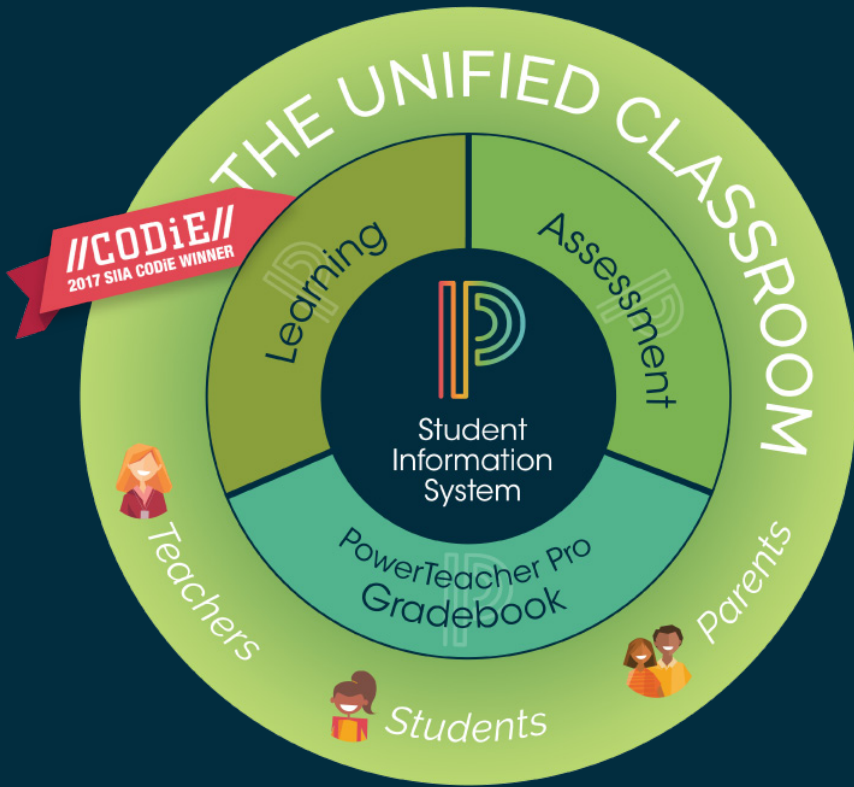 THE UNIFIED CLASSROOM
//CODiE//
2017 SIIA CODiE WINNER
Learning
Assessment
Student
Information
System
PowerTeacher Pro
Gradebook
Teachers
Students
Parents